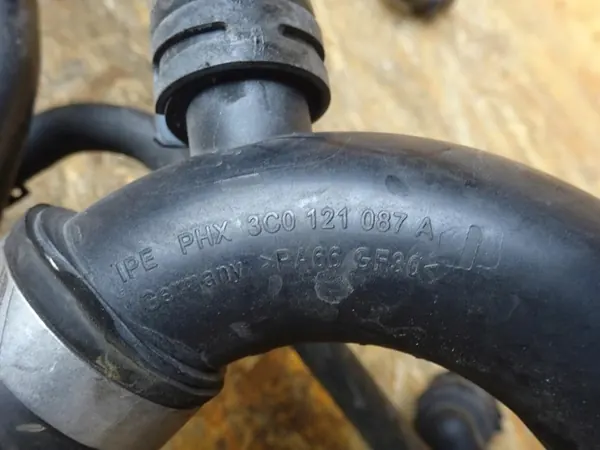 IPE PHX 3C0 121 087 A
Germany >PA66 GF30<